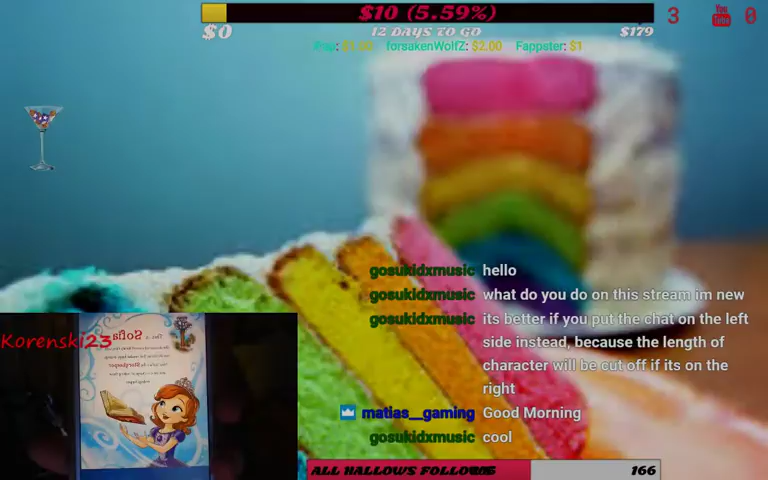 $10 (5.59%)
3
0
$0
12 DAYS TO GO
$179
forsakenWolfZ: $2.00 Fappster: $1
gosukidxmusic hello
gosukidxmusic what do you do on this stream im new
gosukidxmusic its better if you put the chat on the left
side instead, because the length of
character will be cut off if its on the
right
matias__gaming Good Morning
gosukidxmusic cool
Korenski23
Sofia
ALL HALLOWS
166